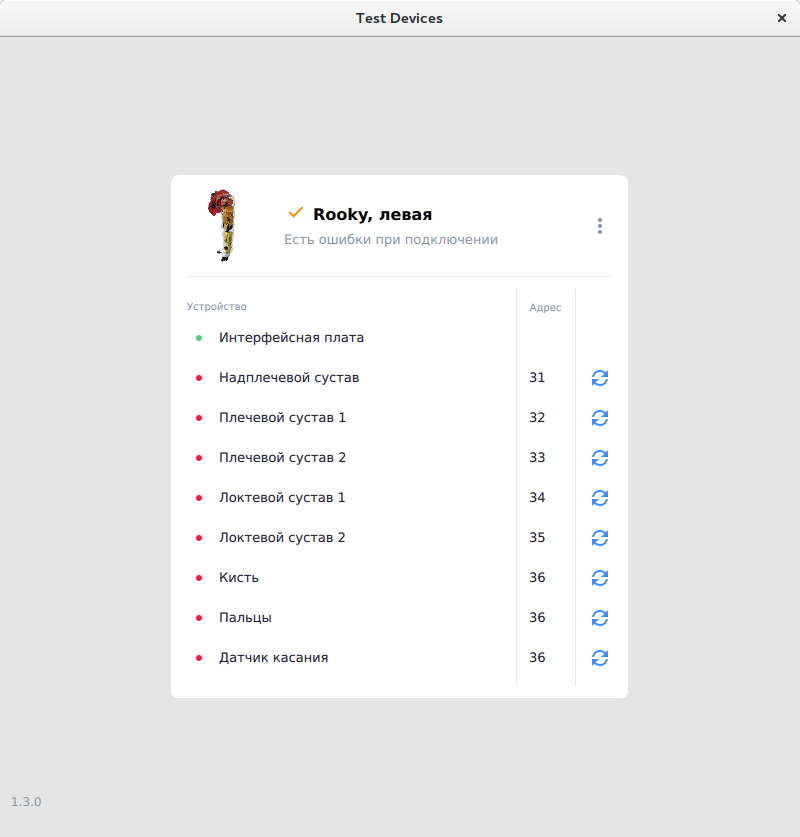 Test Devices
Rooky, левая
Есть ошибки при подключении
Устройство Адрес
Интерфейсная плата
Надплечевой сустав 31
Плечевой сустав 1 32
Плечевой сустав 2 33
Локтевой сустав 1 34
Локтевой сустав 2 35
Кисть 36
Пальцы 36
Датчик касания 36
1.3.0